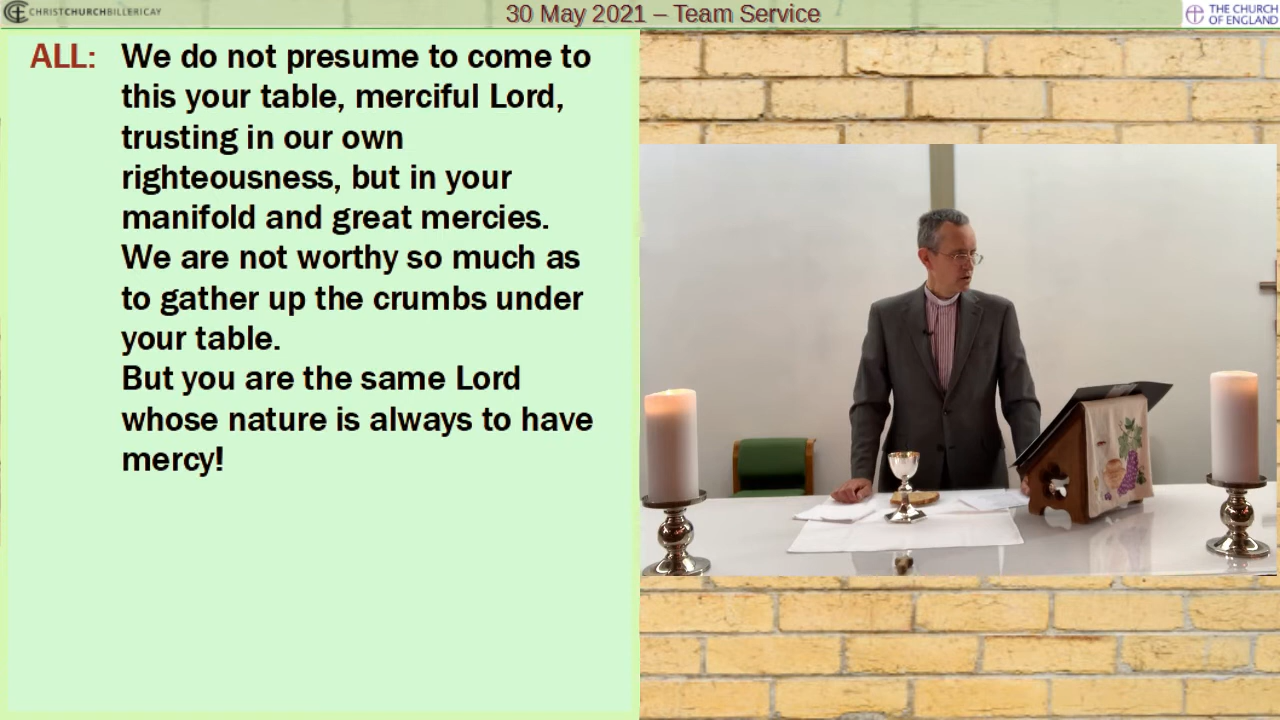 CHRISTCHURCHBILLERICAY
30 May 2021 – Team Service
THE CHURCH
OF ENGLAND
ALL: We do not presume to come to
this your table, merciful Lord,
trusting in our own
righteousness, but in your
manifold and great mercies.
We are not worthy so much as
to gather up the crumbs under
your table.
But you are the same Lord
whose nature is always to have
mercy!